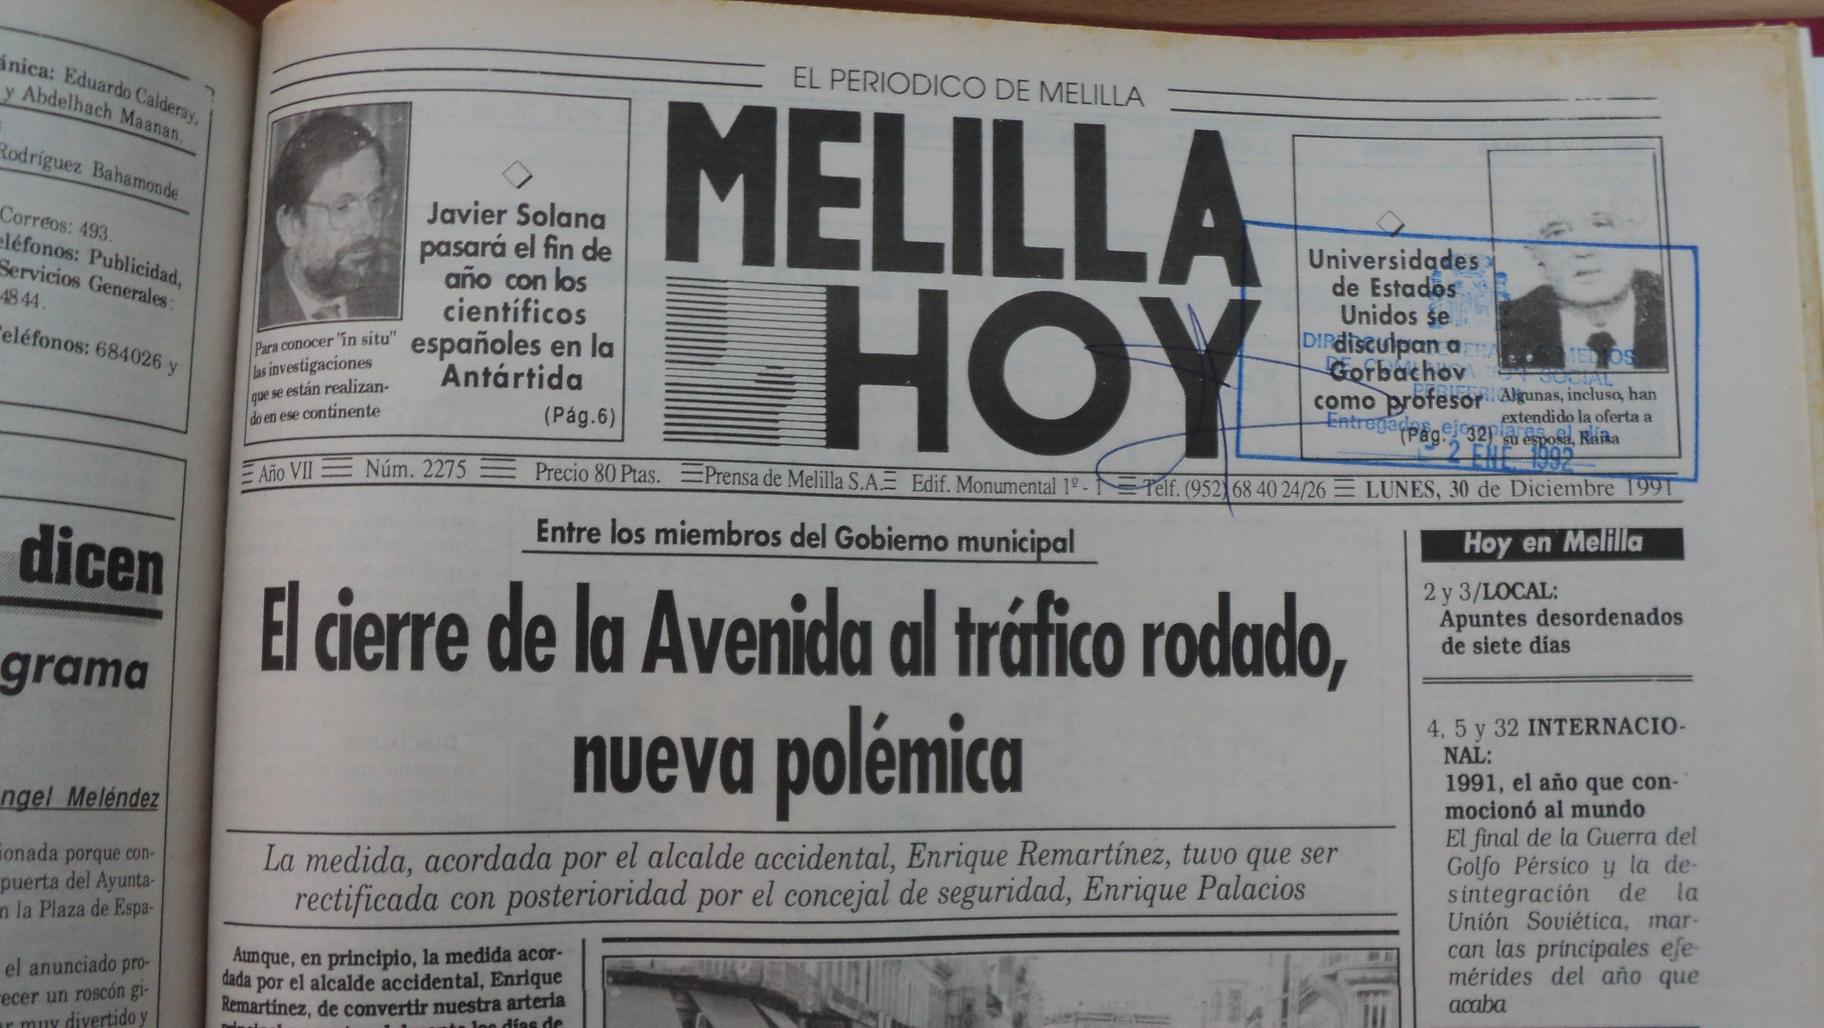 ánica: Eduardo Calderay,
y Abdelhach Maanan.
Rodríguez Bahamonde
Correos: 493.
eléfonos: Publicidad,
Servicios Generales:
4844.
eléfonos: 684026 y
dicen
grama
ngel Meléndez
ionada porque con-
puerta del Ayunta-
n la Plaza de Espa-
el anunciado pro-
ecer un roscón gi-
muy divertido y
EL PERIODICO DE MELILLA
MELILLA
HOY
Javier Solana
pasará el fin de
año con los
científicos
españoles en la
Antártida
(Pág.6)
Para conocer "in situ"
las investigaciones
que se están realizan-
do en ese continente
Universidades
de Estados
Unidos se
disculpan a
Gorbachov
como profesor
(Pág. 32)
Algunas, incluso, han
extendido la oferta a
su esposa, Raisa
MEDIOS
SOCIAL
Entregados ejemplares el día
2 ENE. 1992
Año VII Núm. 2275 Precio 80 Ptas. Prensa de Melilla S.A. Edif. Monumental 1º - 1 Telf. (952) 68 40 24/26 LUNES, 30 de Diciembre 1991
Entre los miembros del Gobierno municipal
El cierre de la Avenida al tráfico rodado,
nueva polémica
La medida, acordada por el alcalde accidental, Enrique Remartínez, tuvo que ser
rectificada con posterioridad por el concejal de seguridad, Enrique Palacios
Aunque, en principio, la medida acor-
dada por el alcalde accidental, Enrique
Remartínez, de convertir nuestra arteria
los días de
Hoy en Melilla
2 y 3/LOCAL:
Apuntes desordenados
de siete días
4, 5 y 32 INTERNACIO-
NAL:
1991, el año que con-
mocionó al mundo
El final de la Guerra del
Golfo Pérsico y la de-
sintegración de la
Unión Soviética, mar-
can las principales efe-
mérides del año que
acaba